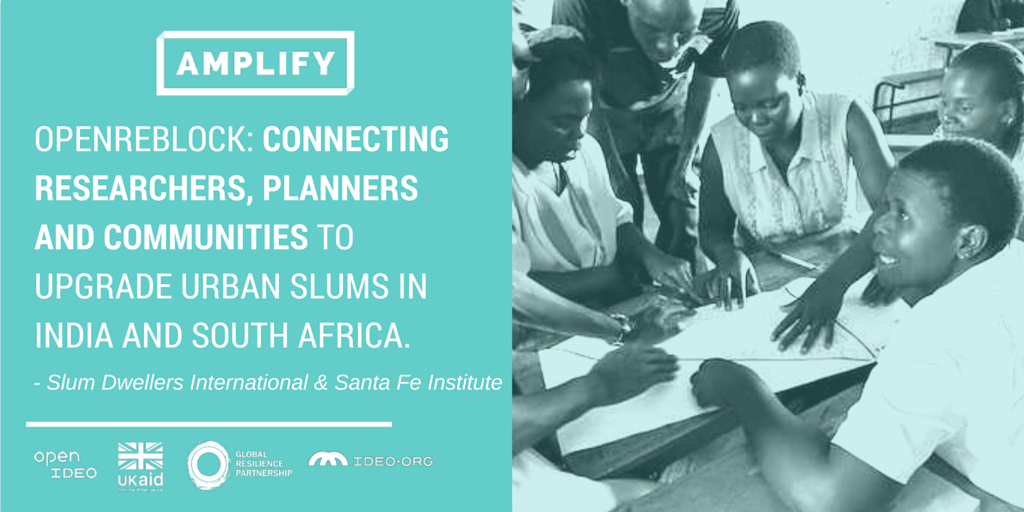 AMPLIFY
OPENREBLOCK: CONNECTING
RESEARCHERS, PLANNERS
AND COMMUNITIES TO
UPGRADE URBAN SLUMS IN
INDIA AND SOUTH AFRICA.
- Slum Dwellers International & Santa Fe Institute
open
IDEO
UKaid
GLOBAL
RESILIENCE
PARTNERSHIP
IDEO.ORG